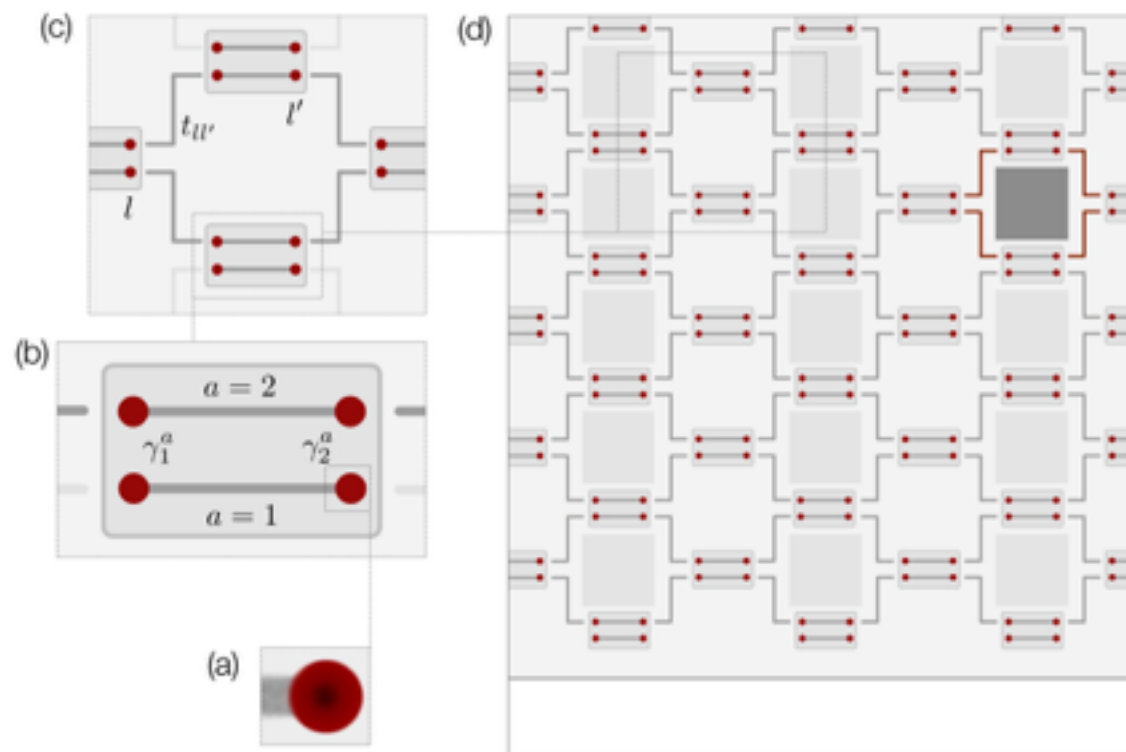 (c)
(d)
t_{ll'}
l'
l
(b)
a = 2
γ_1^a
γ_2^a
a = 1
(a)